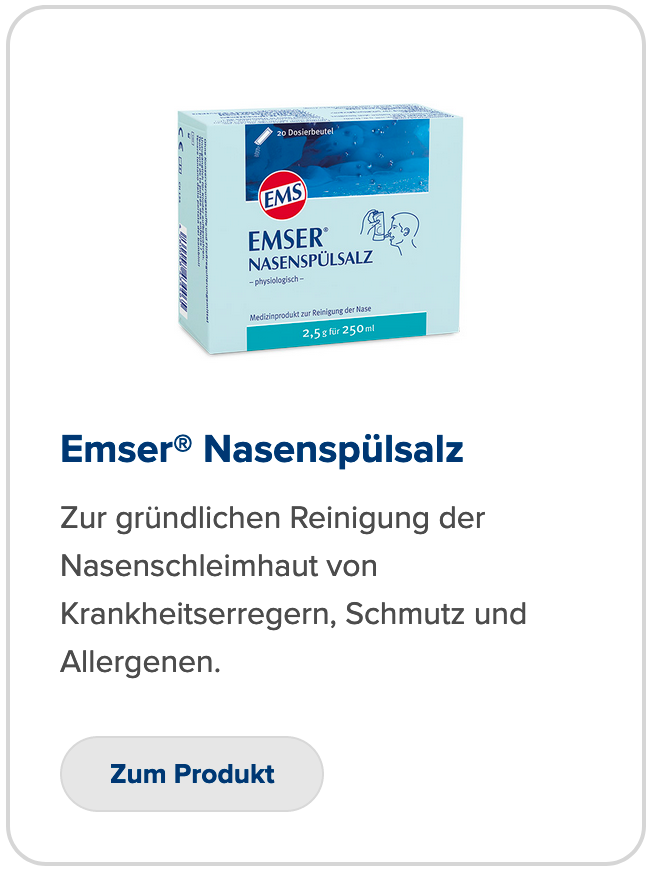 20 Dosierbeutel
EMS
EMSER®
NASENSPÜLSALZ
– physiologisch –
Medizinprodukt zur Reinigung der Nase
2,5 g für 250 ml
Emser® Nasenspülsalz
Zur gründlichen Reinigung der
Nasenschleimhaut von
Krankheitserregern, Schmutz und
Allergenen.
Zum Produkt